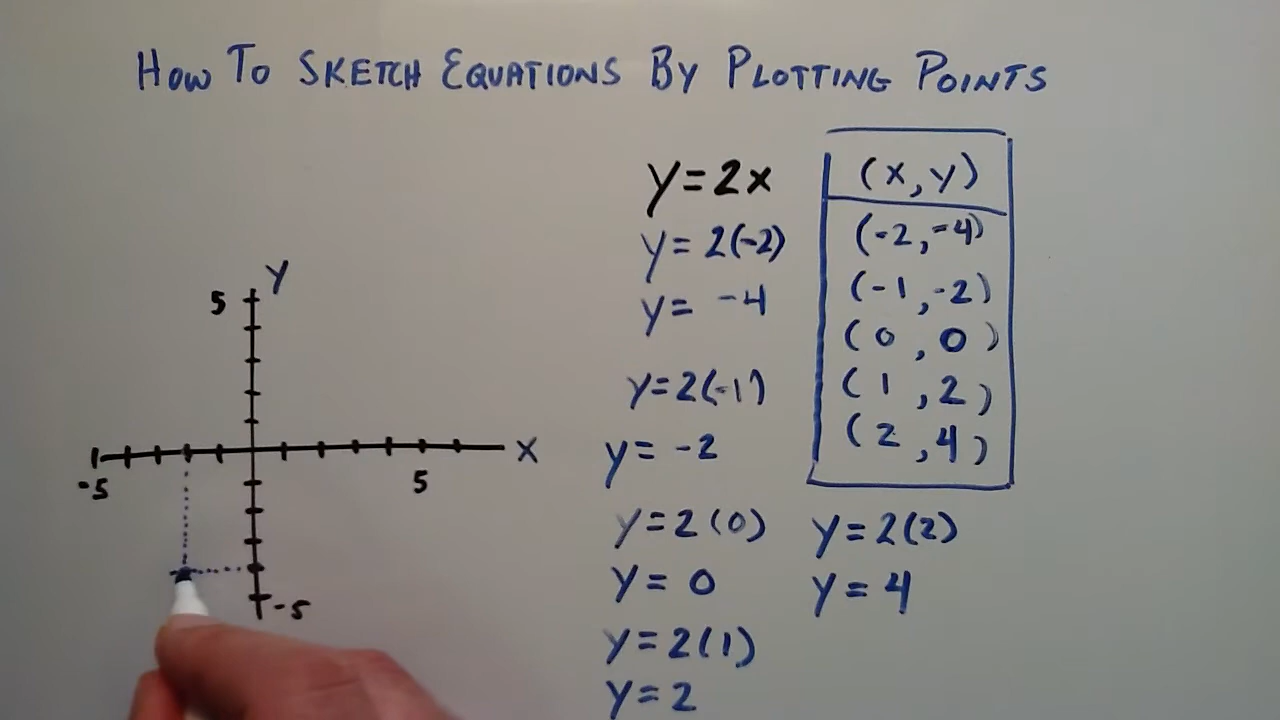 How To SKETCH EQUATIONS BY PLOTTING POINTS
y=2x
y=2(-2)
y= -4
y=2(-1)
y= -2
y=2(0)
y= 0
y=2(1)
y=2
(x,y)
(-2,-4)
(-1,-2)
(0,0)
(1,2)
(2,4)
y=2(2)
y=4
Y
5
X
-5
5
-5